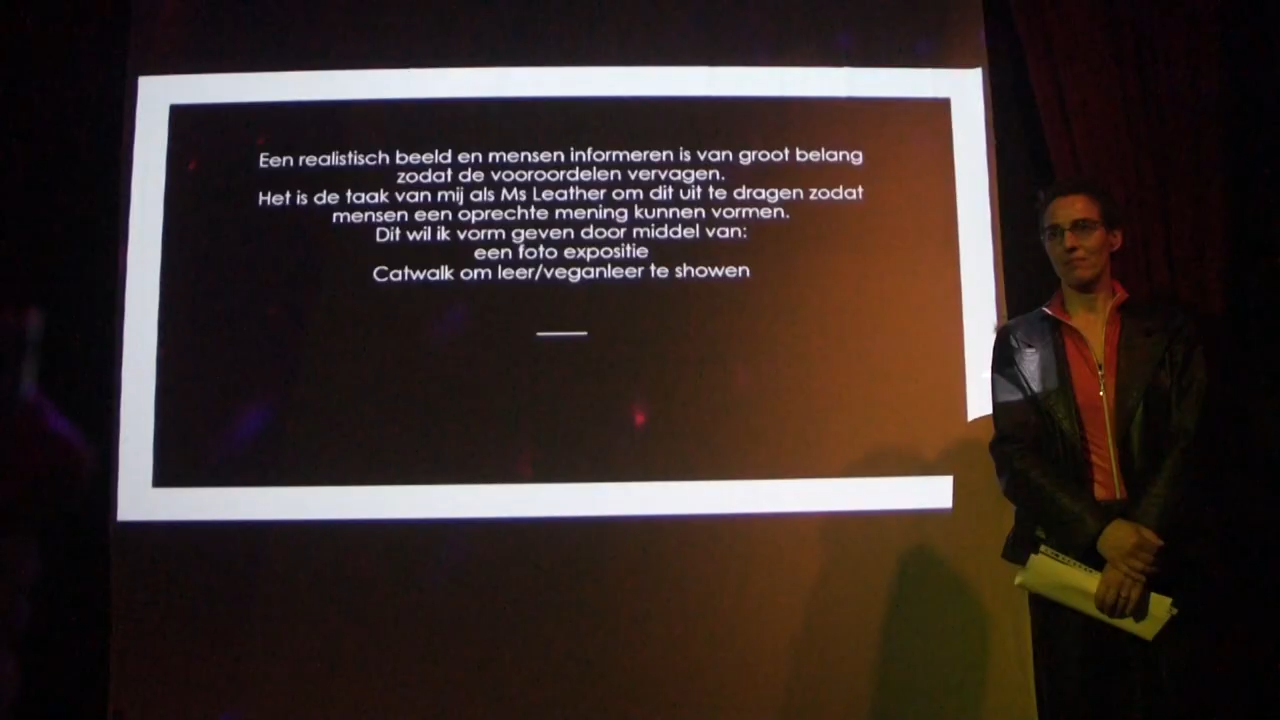 Een realistisch beeld en mensen informeren is van groot belang
zodat de vooroordelen vervagen.
Het is de taak van mij als Ms Leather om dit uit te dragen zodat
mensen een oprechte mening kunnen vormen.
Dit wil ik vorm geven door middel van:
een foto expositie
Catwalk om leer/veganleer te showen